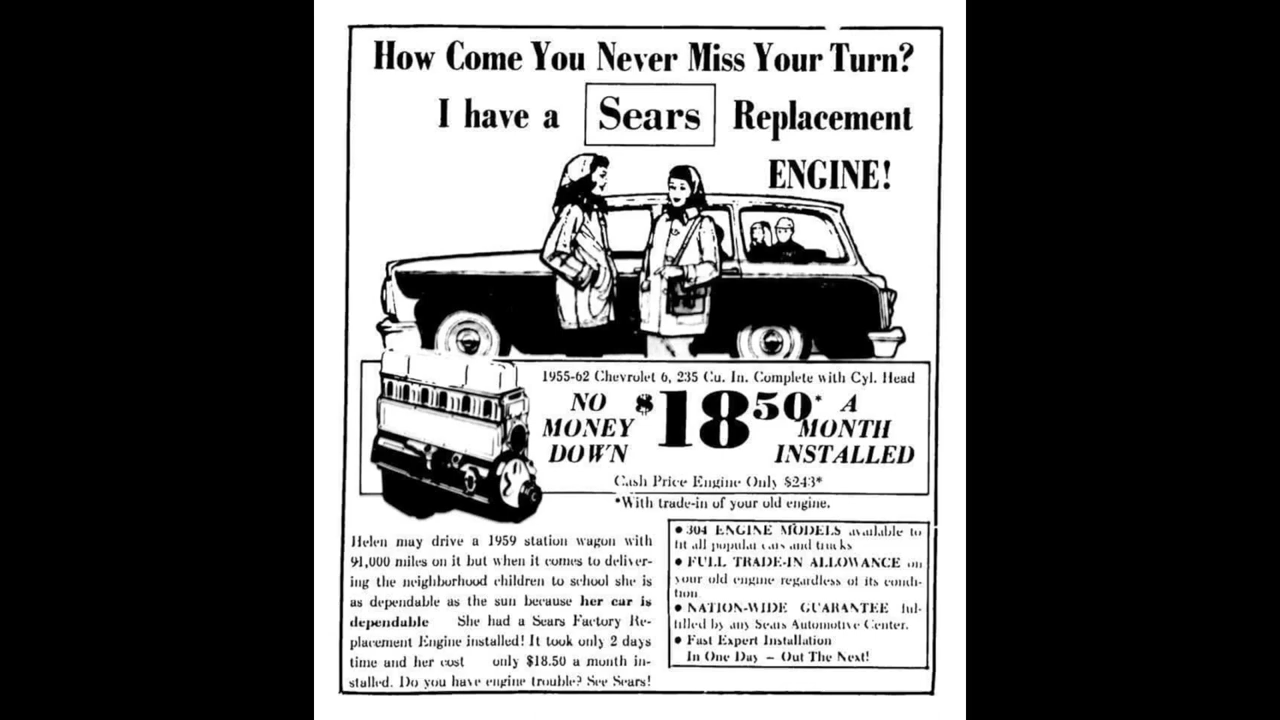 How Come You Never Miss Your Turn?
I have a Sears Replacement
ENGINE!
1955-62 Chevrolet 6, 235 Cu. In. Complete with Cyl. Head
NO MONEY DOWN
$18 50* A MONTH INSTALLED
Cash Price Engine Only $243*
*With trade-in of your old engine.
Helen may drive a 1959 station wagon with
91,000 miles on it but when it comes to deliver-
ing the neighborhood children to school she is
as dependable as the sun because her car is
dependable She had a Sears Factory Re-
placement Engine installed! It took only 2 days
time and her cost only $18.50 a month in-
stalled. Do you have engine trouble? See Sears!
● 304 ENGINE MODELS available to
fit all popular cars and trucks
● FULL TRADE-IN ALLOWANCE on
your old engine regardless of its condi-
tion
● NATION-WIDE GUARANTEE ful-
filled by any Sears Automotive Center.
● Fast Expert Installation
In One Day – Out The Next!